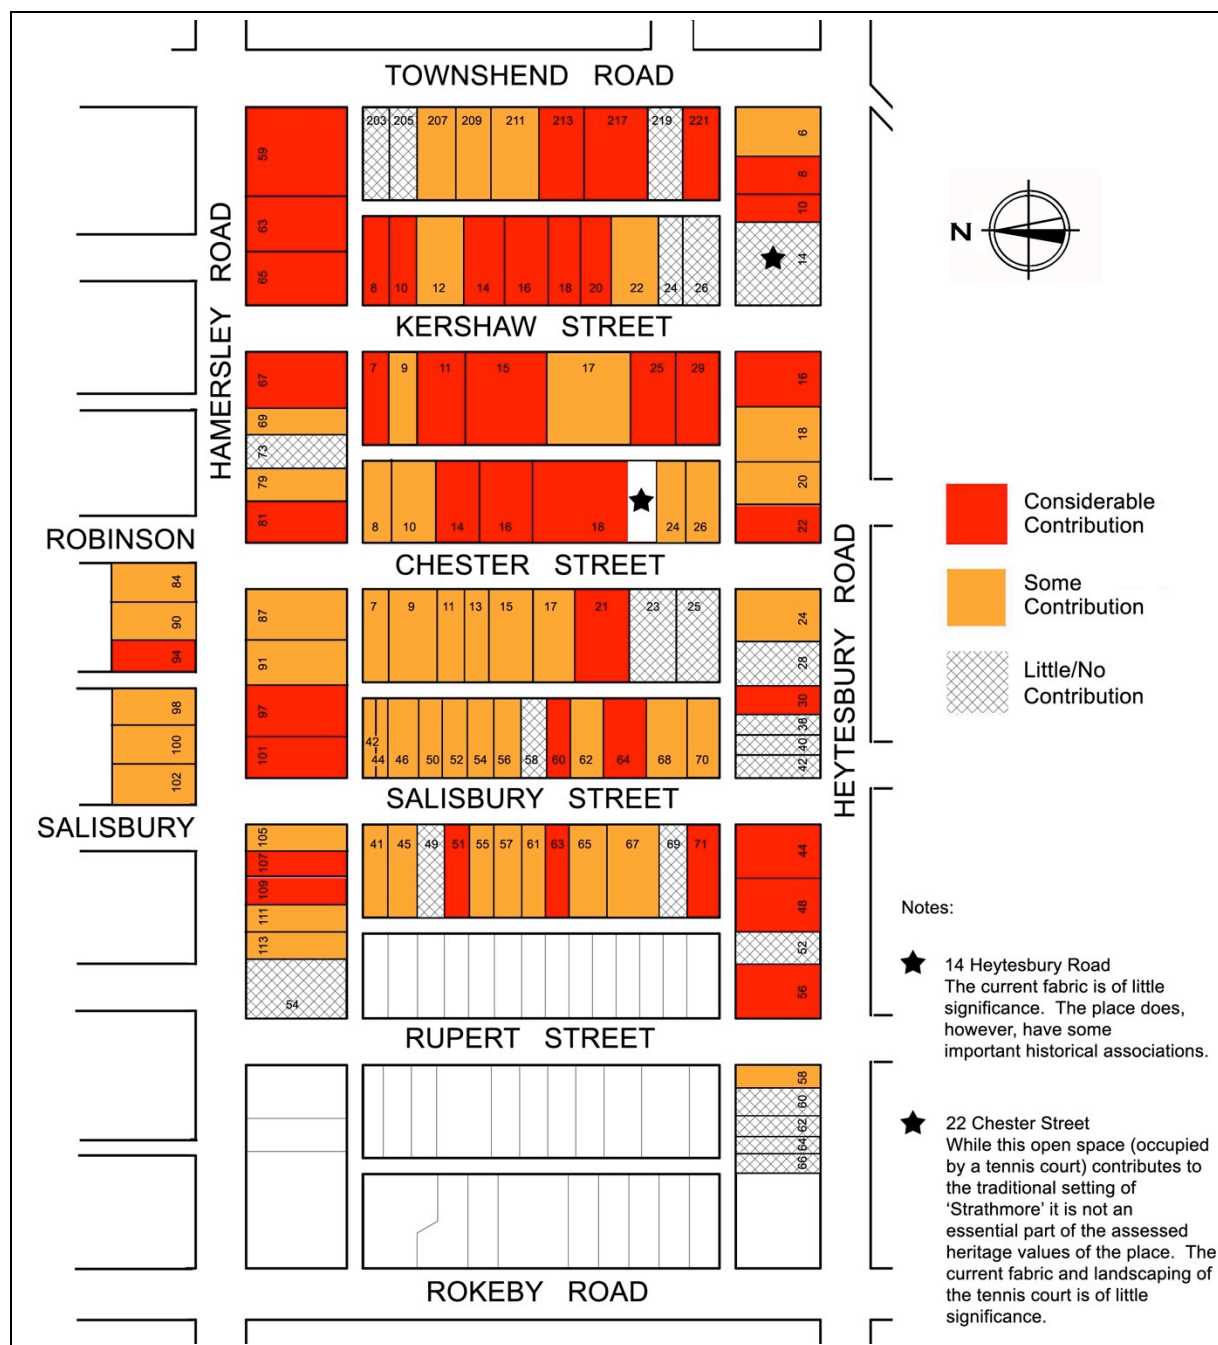 TOWNSHEND ROAD
203 205 207 209 211 213 217 219 221
59 63 65
6 8 10 14
HAMERSLEY ROAD
N
8 10 12 14 16 18 20 22 24 26
KERSHAW STREET
7 9 11 15 17 25 29
67 69 73 79 81
16 18 20 22
8 10 14 16 18 24 26
ROBINSON
CHESTER STREET
HEYTESBURY ROAD
Considerable
Contribution
Some
Contribution
Little/No
Contribution
84 90 94
98 100 102
7 9 11 13 15 17 21 23 25
87 91 97 101
24 28 30 38 40 42
42 44 46 50 52 54 56 58 60 62 64 68 70
SALISBURY
SALISBURY STREET
105 107 109 111 113 54
41 45 49 51 55 57 61 63 65 67 69 71
44 48 52 56
RUPERT STREET
58 60 62 64 66
ROKEBY ROAD
Notes:
14 Heytesbury Road
The current fabric is of little
significance. The place does,
however, have some
important historical associations.
22 Chester Street
While this open space (occupied
by a tennis court) contributes to
the traditional setting of
‘Strathmore’ it is not an
essential part of the assessed
heritage values of the place. The
current fabric and landscaping of
the tennis court is of little
significance.